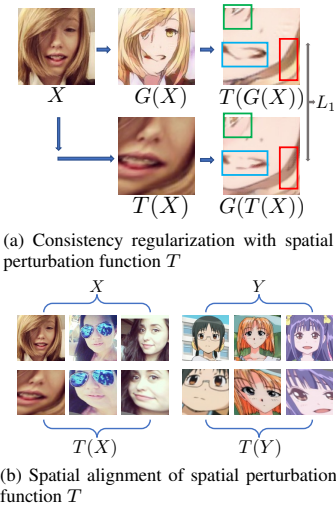 X
G(X)
T(G(X))
L1
T(X)
G(T(X))
(a) Consistency regularization with spatial
perturbation function T
X
Y
T(X)
T(Y)
(b) Spatial alignment of spatial perturbation
function T